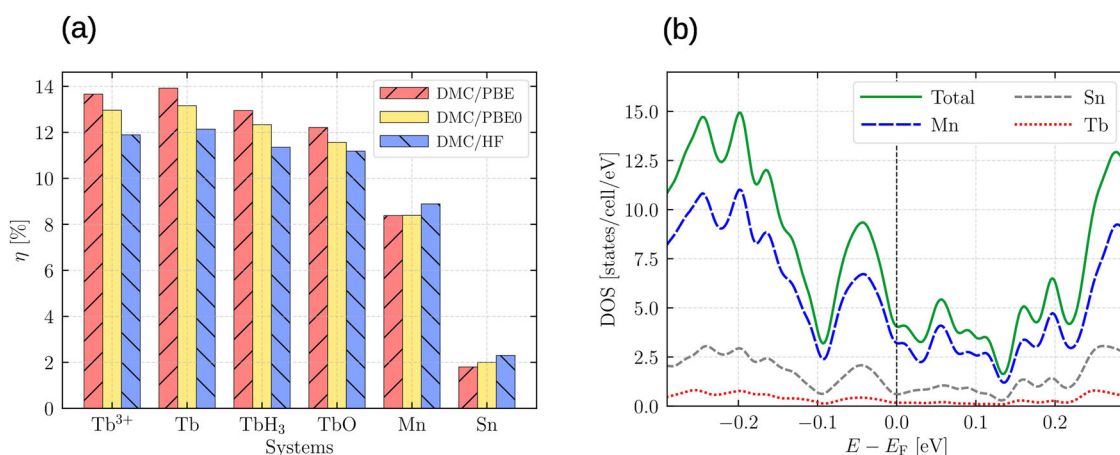 (a)
14
12
10
8
6
4
2
0
η [%]
DMC/PBE
DMC/PBE0
DMC/HF
Tb³⁺ Tb TbH₃ TbO Mn Sn
Systems
(b)
15.0
12.5
10.0
7.5
5.0
2.5
0.0
DOS [states/cell/eV]
Total Sn
Mn Tb
−0.2 −0.1 0.0 0.1 0.2
E − E_F [eV]